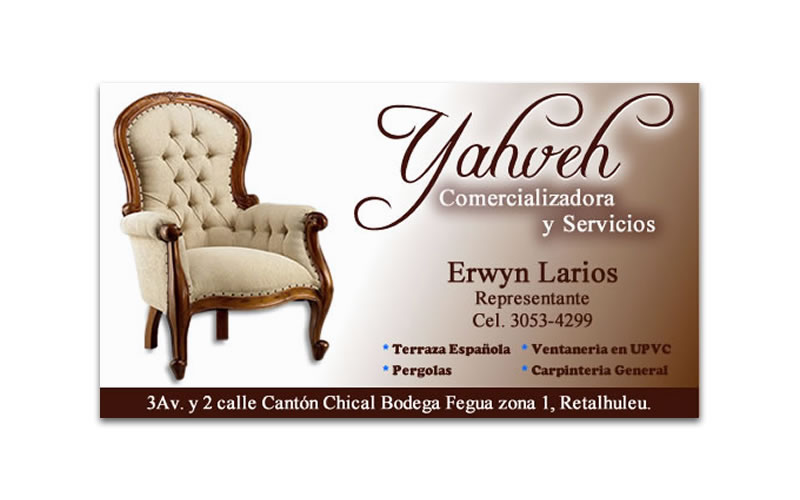 Yahveh
Comercializadora
y Servicios
Erwyn Larios
Representante
Cel. 3053-4299
* Terraza Española * Ventaneria en UPVC
* Pergolas * Carpinteria General
3Av. y 2 calle Cantón Chical Bodega Fegua zona 1, Retalhuleu.